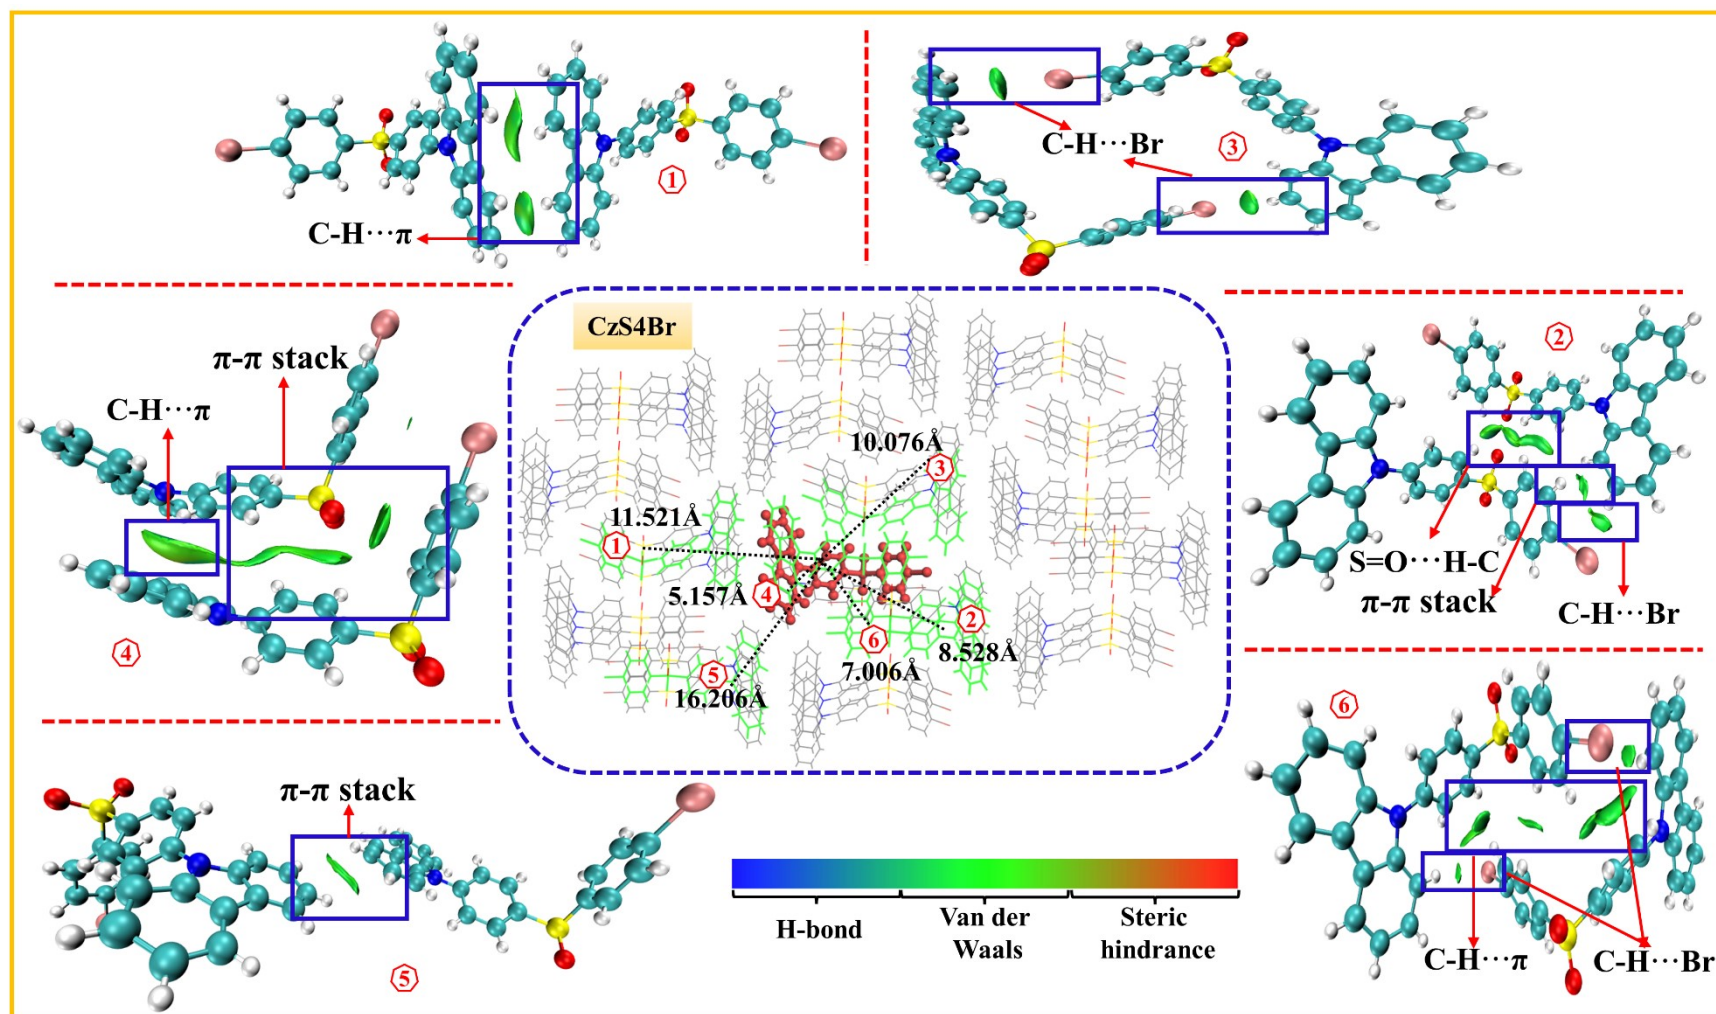 1
C-H···π
C-H···Br
3
π-π stack
C-H···π
4
CzS4Br
10.076Å
3
11.521Å
1
5.157Å
4
2
6
8.528Å
7.006Å
5
16.206Å
2
S=O···H-C
π-π stack
C-H···Br
π-π stack
5
H-bond
Van der
Waals
Steric
hindrance
6
C-H···π
C-H···Br